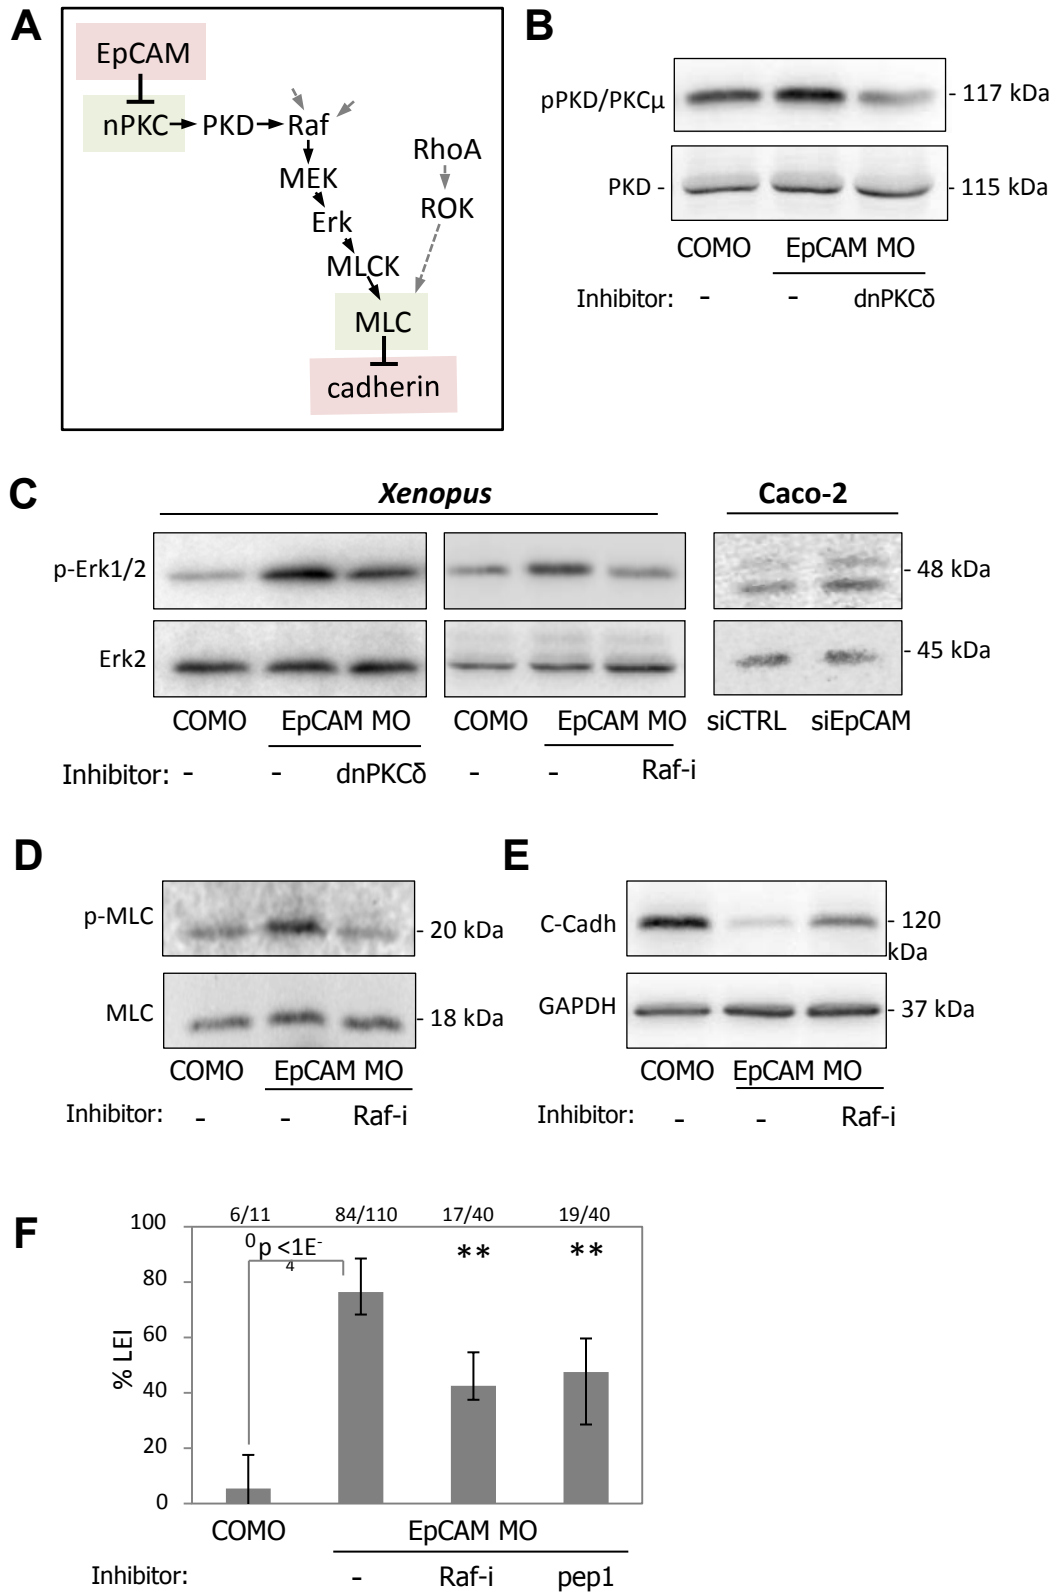 A
EpCAM
nPKC
PKD
Raf
MEK
Erk
MLCK
MLC
cadherin
RhoA
ROK
B
pPKD/PKCμ
- 117 kDa
PKD -
- 115 kDa
COMO EpCAM MO
Inhibitor: - - dnPKCδ
C
Xenopus Caco-2
p-Erk1/2
- 48 kDa
Erk2
- 45 kDa
COMO EpCAM MO COMO EpCAM MO siCTRL siEpCAM
Inhibitor: - - dnPKCδ - - Raf-i
D
p-MLC
- 20 kDa
MLC
- 18 kDa
COMO EpCAM MO
Inhibitor: - - Raf-i
E
C-Cadh
- 120
kDa
GAPDH
- 37 kDa
COMO EpCAM MO
Inhibitor: - - Raf-i
F
6/11 84/110 17/40 19/40
0 p <1E-
4
** **
% LEI
100
80
60
40
20
0
COMO EpCAM MO
Inhibitor: - Raf-i pep1